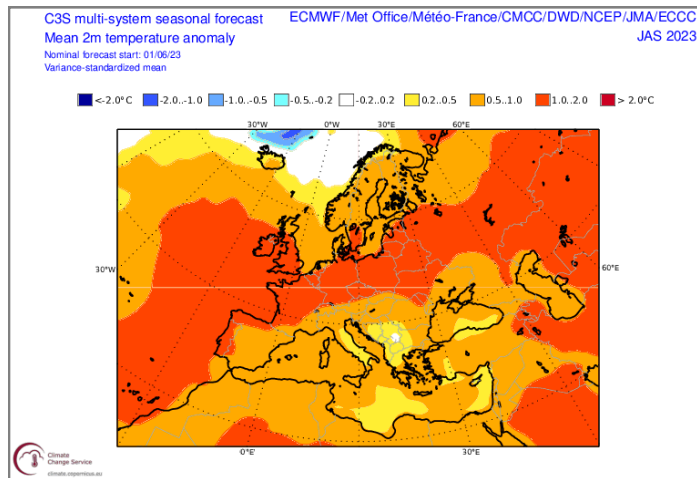 C3S multi-system seasonal forecast ECMWF/Met Office/Météo-France/CMCC/DWD/NCEP/JMA/ECCC
Mean 2m temperature anomaly JAS 2023
Nominal forecast start: 01/06/23
Variance-standardized mean
<-2.0°C -2.0..-1.0 -1.0..-0.5 -0.5..-0.2 -0.2..0.2 0.2..0.5 0.5..1.0 1.0..2.0 > 2.0°C
30°W 0°W 30°E 60°E
30°W 60°E
0°E 30°E
Climate
Change Service
climate.copernicus.eu